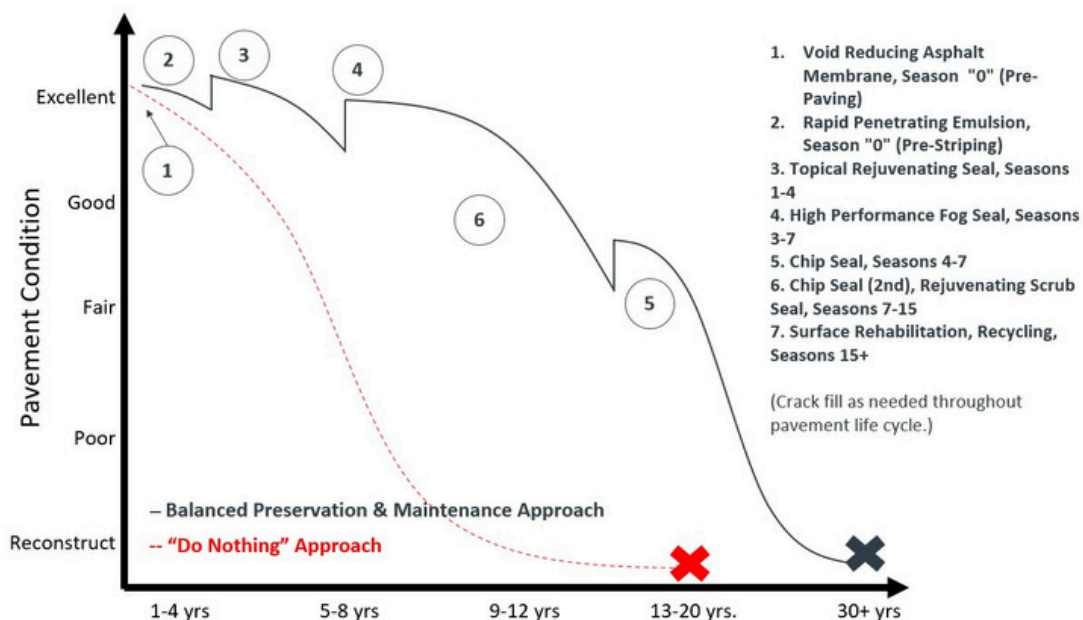 Pavement Condition
Excellent
Good
Fair
Poor
Reconstruct
2
3
4
1
6
5
– Balanced Preservation & Maintenance Approach
-- “Do Nothing” Approach
1-4 yrs
5-8 yrs
9-12 yrs
13-20 yrs.
30+ yrs
1. Void Reducing Asphalt
Membrane, Season "0" (Pre-
Paving)
2. Rapid Penetrating Emulsion,
Season "0" (Pre-Striping)
3. Topical Rejuvenating Seal, Seasons
1-4
4. High Performance Fog Seal, Seasons
3-7
5. Chip Seal, Seasons 4-7
6. Chip Seal (2nd), Rejuvenating Scrub
Seal, Seasons 7-15
7. Surface Rehabilitation, Recycling,
Seasons 15+
(Crack fill as needed throughout
pavement life cycle.)